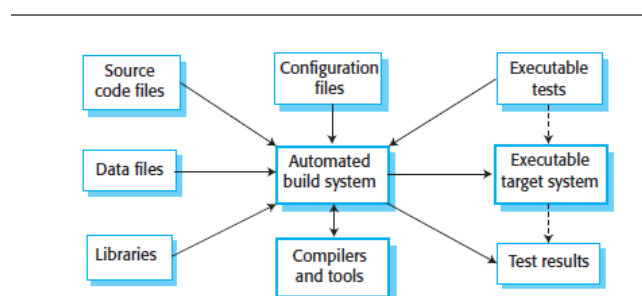 Source
code files
Configuration
files
Executable
tests
Data files
Automated
build system
Executable
target system
Libraries
Compilers
and tools
Test results